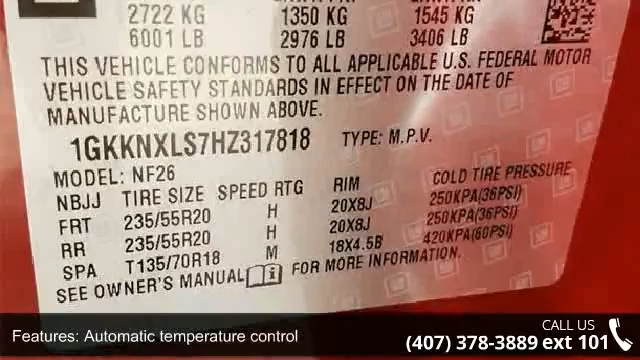 2722 KG 1350 KG 1545 KG
6001 LB 2976 LB 3406 LB
THIS VEHICLE CONFORMS TO ALL APPLICABLE U.S. FEDERAL MOTOR
VEHICLE SAFETY STANDARDS IN EFFECT ON THE DATE OF
MANUFACTURE SHOWN ABOVE.
1GKKNXLS7HZ317818 TYPE: M.P.V.
MODEL: NF26
NBJJ TIRE SIZE SPEED RTG RIM COLD TIRE PRESSURE
FRT 235/55R20 H 20X8J 250KPA(36PSI)
RR 235/55R20 H 20X8J 250KPA(36PSI)
SPA T135/70R18 M 18X4.5B 420KPA(60PSI)
SEE OWNER'S MANUAL FOR MORE INFORMATION.
Features: Automatic temperature control
CALL US
(407) 378-3889 ext 101